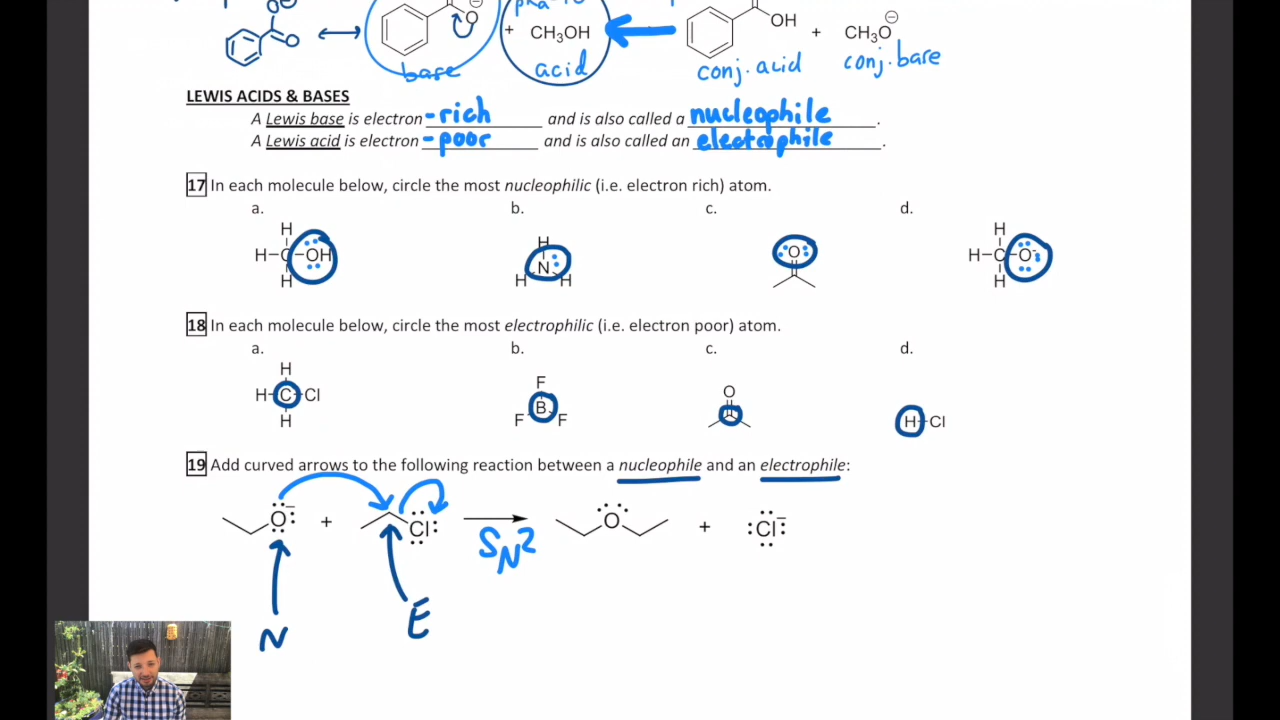 OH
+ CH₃OH
+ CH₃O⊖
base acid conj. acid conj. base
LEWIS ACIDS & BASES
A Lewis base is electron -rich and is also called a nucleophile.
A Lewis acid is electron -poor and is also called an electrophile.
17 In each molecule below, circle the most nucleophilic (i.e. electron rich) atom.
a. b. c. d.
H H H
H-C-OH N O H-C-O⁻
H H H H
18 In each molecule below, circle the most electrophilic (i.e. electron poor) atom.
a. b. c. d.
H F O
H-C-Cl B H-Cl
H F F
19 Add curved arrows to the following reaction between a nucleophile and an electrophile:
O⁻ + Cl SN2 O + Cl⁻
N E